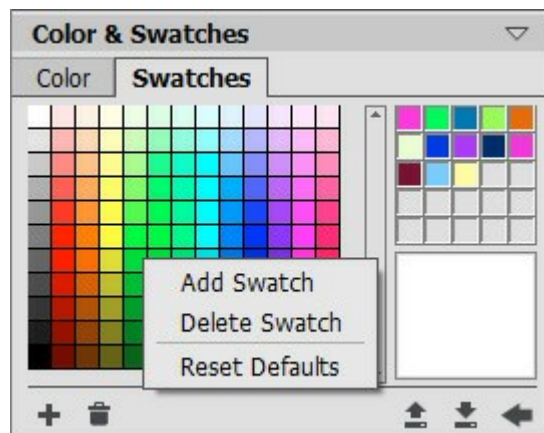 Color & Swatches
Color Swatches
Add Swatch
Delete Swatch
Reset Defaults